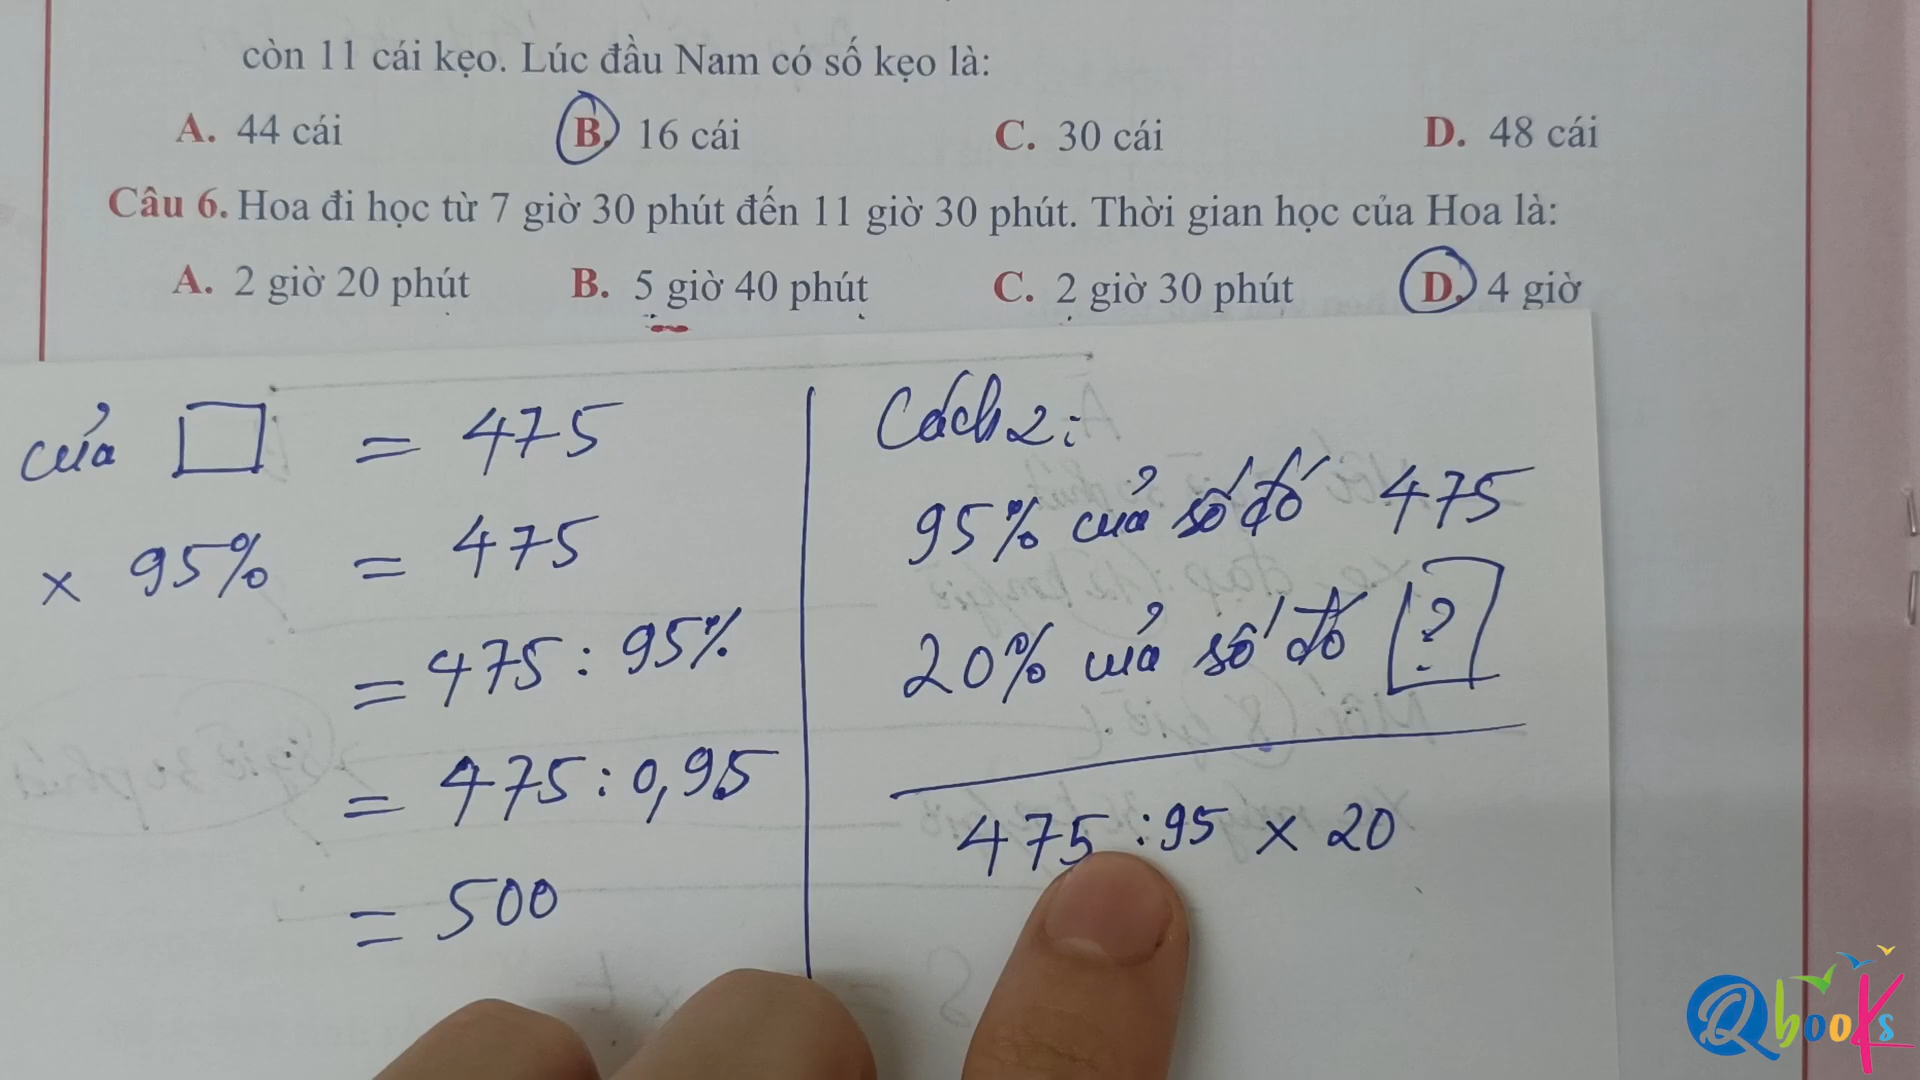 còn 11 cái kẹo. Lúc đầu Nam có số kẹo là:
A. 44 cái B. 16 cái C. 30 cái D. 48 cái
Câu 6. Hoa đi học từ 7 giờ 30 phút đến 11 giờ 30 phút. Thời gian học của Hoa là:
A. 2 giờ 20 phút B. 5 giờ 40 phút C. 2 giờ 30 phút D. 4 giờ
của □ = 475
x 95% = 475
= 475 : 95%
= 475 : 0,95
= 500
Cách 2:
95% của số đó 475
20% của số đó ?
475 : 95 x 20
Qbooks